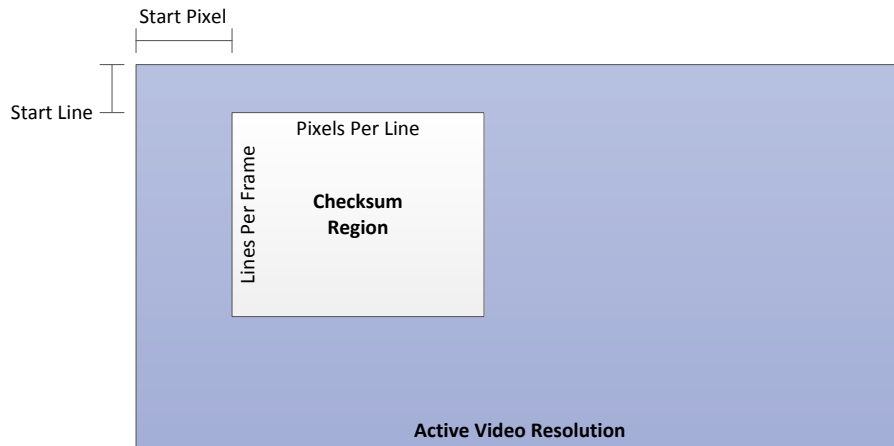 Start Pixel
Start Line
Pixels Per Line
Lines Per Frame
Checksum
Region
Active Video Resolution